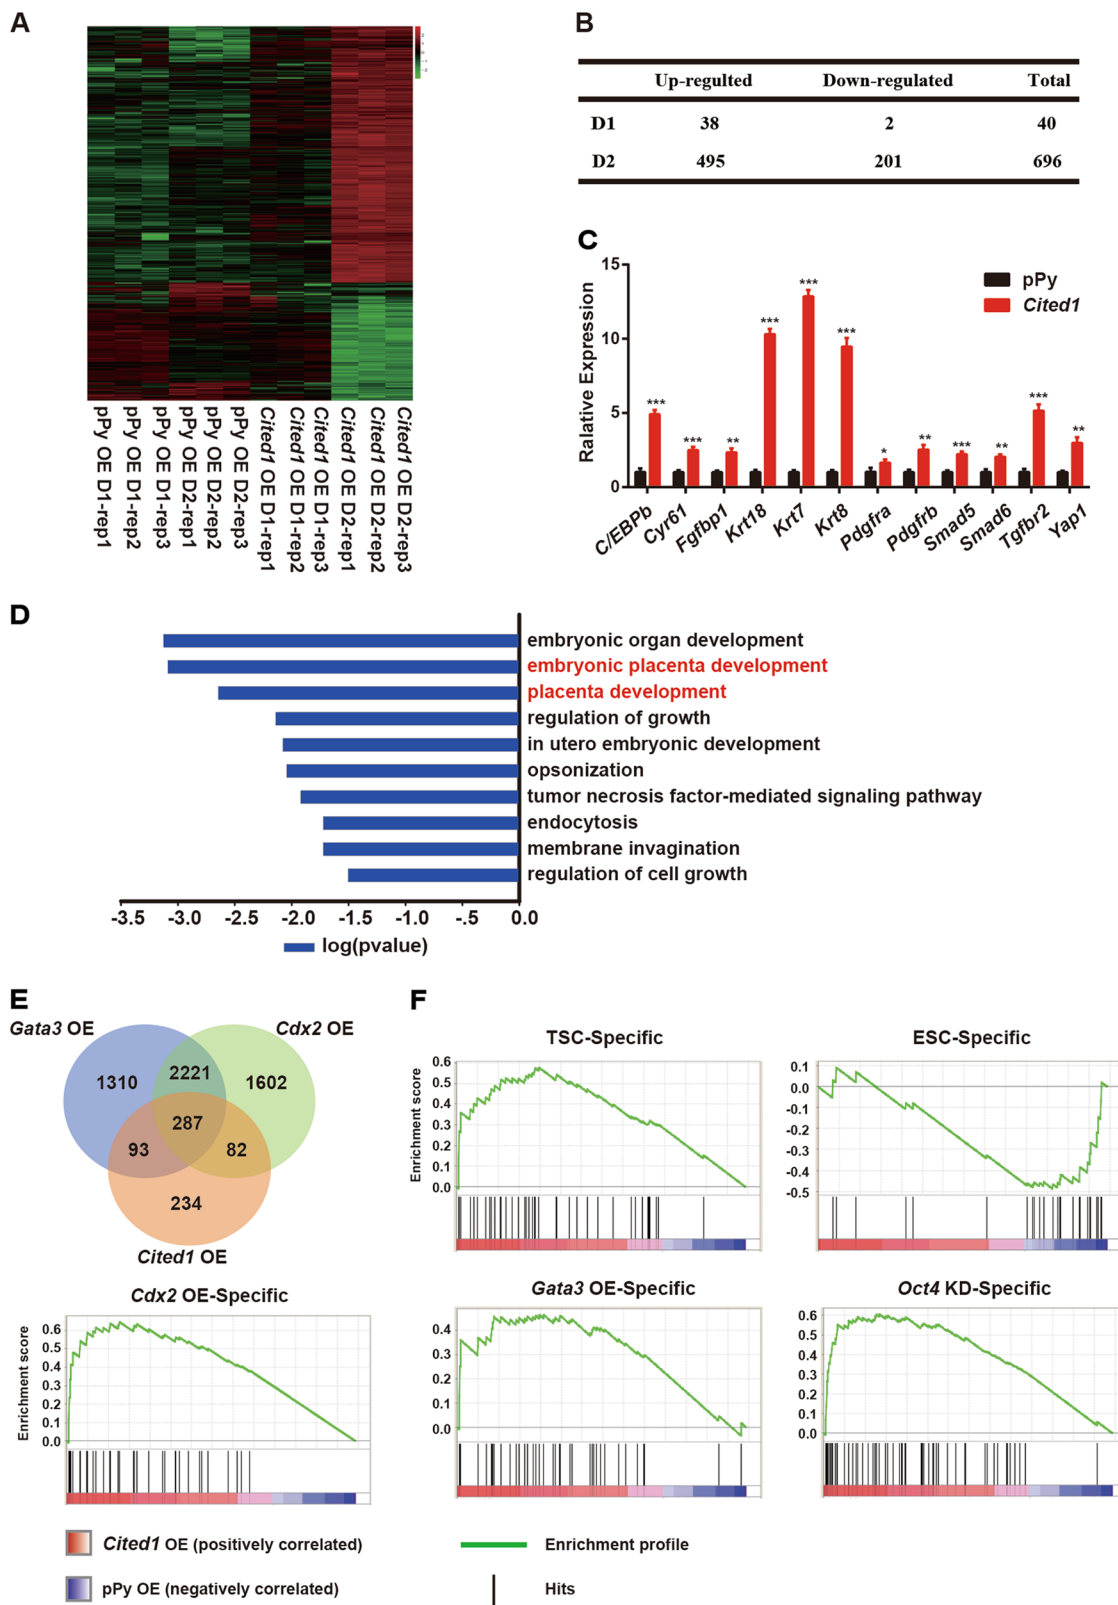 A
2
1
0
−1
−2
pPy OE D1-rep1
pPy OE D1-rep2
pPy OE D1-rep3
pPy OE D2-rep1
pPy OE D2-rep2
pPy OE D2-rep3
Cited1 OE D1-rep1
Cited1 OE D1-rep2
Cited1 OE D1-rep3
Cited1 OE D2-rep1
Cited1 OE D2-rep2
Cited1 OE D2-rep3
B
Up-regulted Down-regulated Total
D1 38 2 40
D2 495 201 696
C
Ralative Expression
15
10
5
0
pPy
Cited1
*** *** ** *** *** *** * ** *** ** *** **
C/EBPb Cyr61 Fgfbp1 Krt18 Krt7 Krt8 Pdgfra Pdgfrb Smad5 Smad6 Tgfbr2 Yap1
D
embryonic organ development
embryonic placenta development
placenta development
regulation of growth
in utero embryonic development
opsonization
tumor necrosis factor-mediated signaling pathway
endocytosis
membrane invagination
regulation of cell growth
-3.5 -3.0 -2.5 -2.0 -1.5 -1.0 -.5 0.0
log(pvalue)
E
Gata3 OE
Cdx2 OE
1310 2221 1602
287
93 82
234
Cited1 OE
F
TSC-Specific
Enrichment score
0.6
0.5
0.4
0.3
0.2
0.1
0.0
ESC-Specific
0.1
0.0
-0.1
-0.2
-0.3
-0.4
-0.5
Cdx2 OE-Specific
Enrichment score
0.6
0.5
0.4
0.3
0.2
0.1
0.0
Gata3 OE-Specific
0.4
0.3
0.2
0.1
0.0
Oct4 KD-Specific
0.6
0.5
0.4
0.3
0.2
0.1
0.0
Cited1 OE (positively correlated)
Enrichment profile
pPy OE (negatively correlated)
Hits